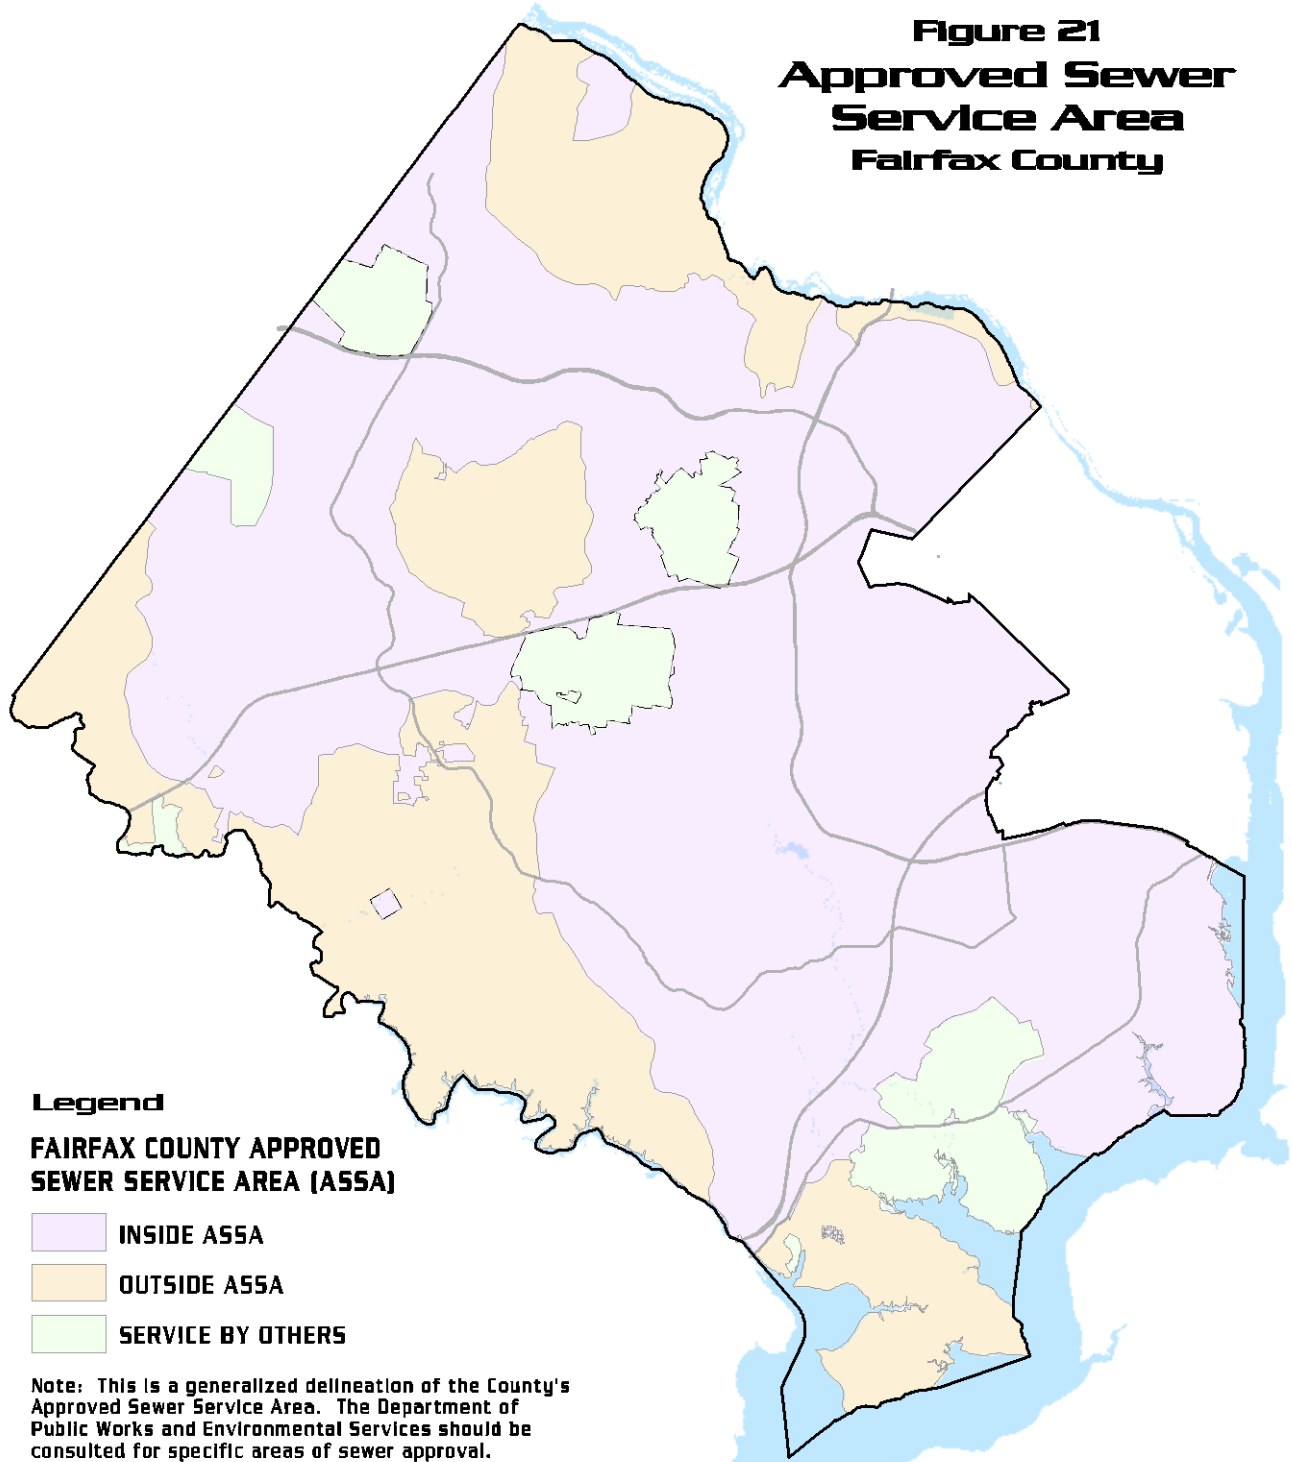 Figure 21
Approved Sewer
Service Area
Fairfax County
Legend
FAIRFAX COUNTY APPROVED
SEWER SERVICE AREA (ASSA)
INSIDE ASSA
OUTSIDE ASSA
SERVICE BY OTHERS
Note: This is a generalized delineation of the County's
Approved Sewer Service Area. The Department of
Public Works and Environmental Services should be
consulted for specific areas of sewer approval.